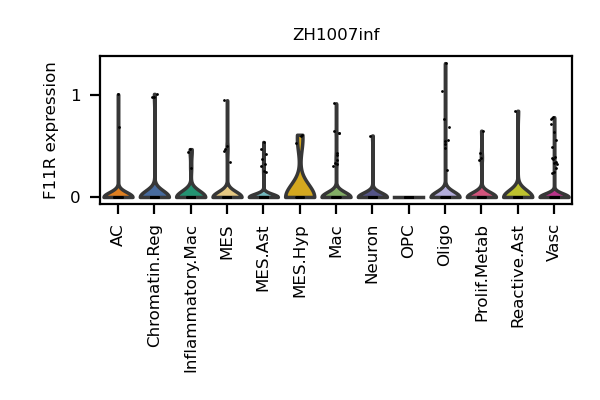 ZH1007inf
F11R expression
1
0
AC
Chromatin.Reg
Inflammatory.Mac
MES
MES.Ast
MES.Hyp
Mac
Neuron
OPC
Oligo
Prolif.Metab
Reactive.Ast
Vasc